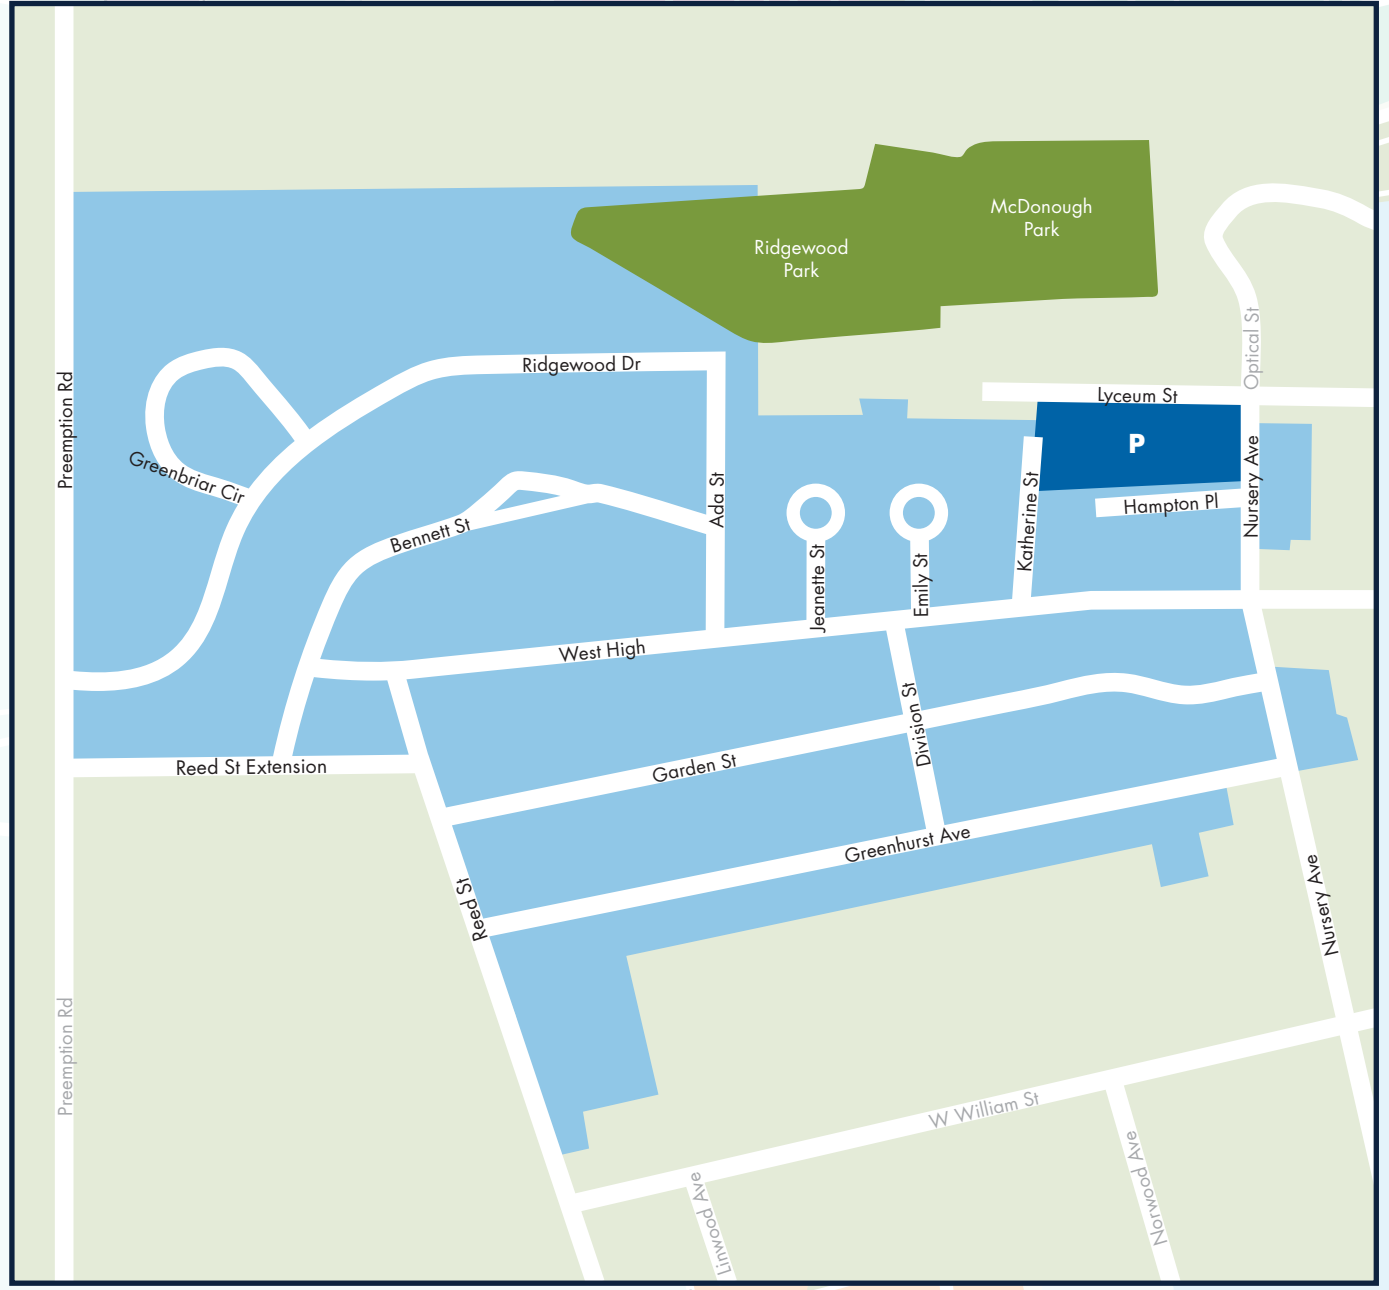 McDonough
Park
Ridgewood
Park
Optical St
Ridgewood Dr
Preemption Rd
Lyceum St
P
Greenbriar Cir
Nursery Ave
Ada St
Katherine St
Hampton Pl
Bennett St
Jeanette St
Emily St
West High
Division St
Garden St
Reed St Extension
Greenhurst Ave
Reed St
Nursery Ave
Preemption Rd
W William St
Linwood Ave
Norwood Ave